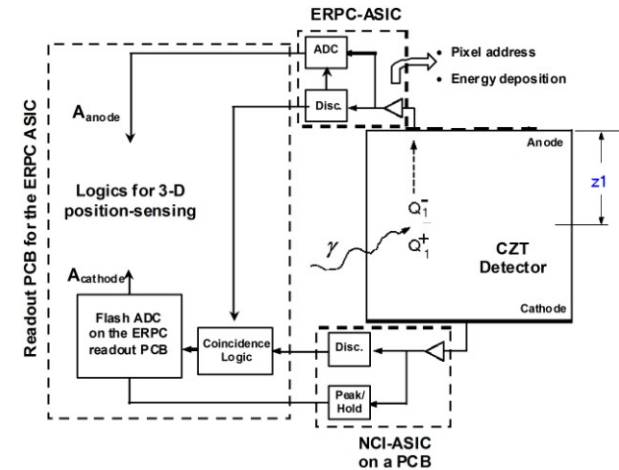 ERPC-ASIC
ADC
• Pixel address
• Energy deposition
Disc.
A anode
Anode
z1
Logics for 3-D
position-sensing
Q1-
Q1+
γ
CZT
Detector
Readout PCB for the ERPC ASIC
A cathode
Cathode
Flash ADC
on the ERPC
readout PCB
Coincidence
Logic
Disc.
Peak/
Hold
NCI-ASIC
on a PCB